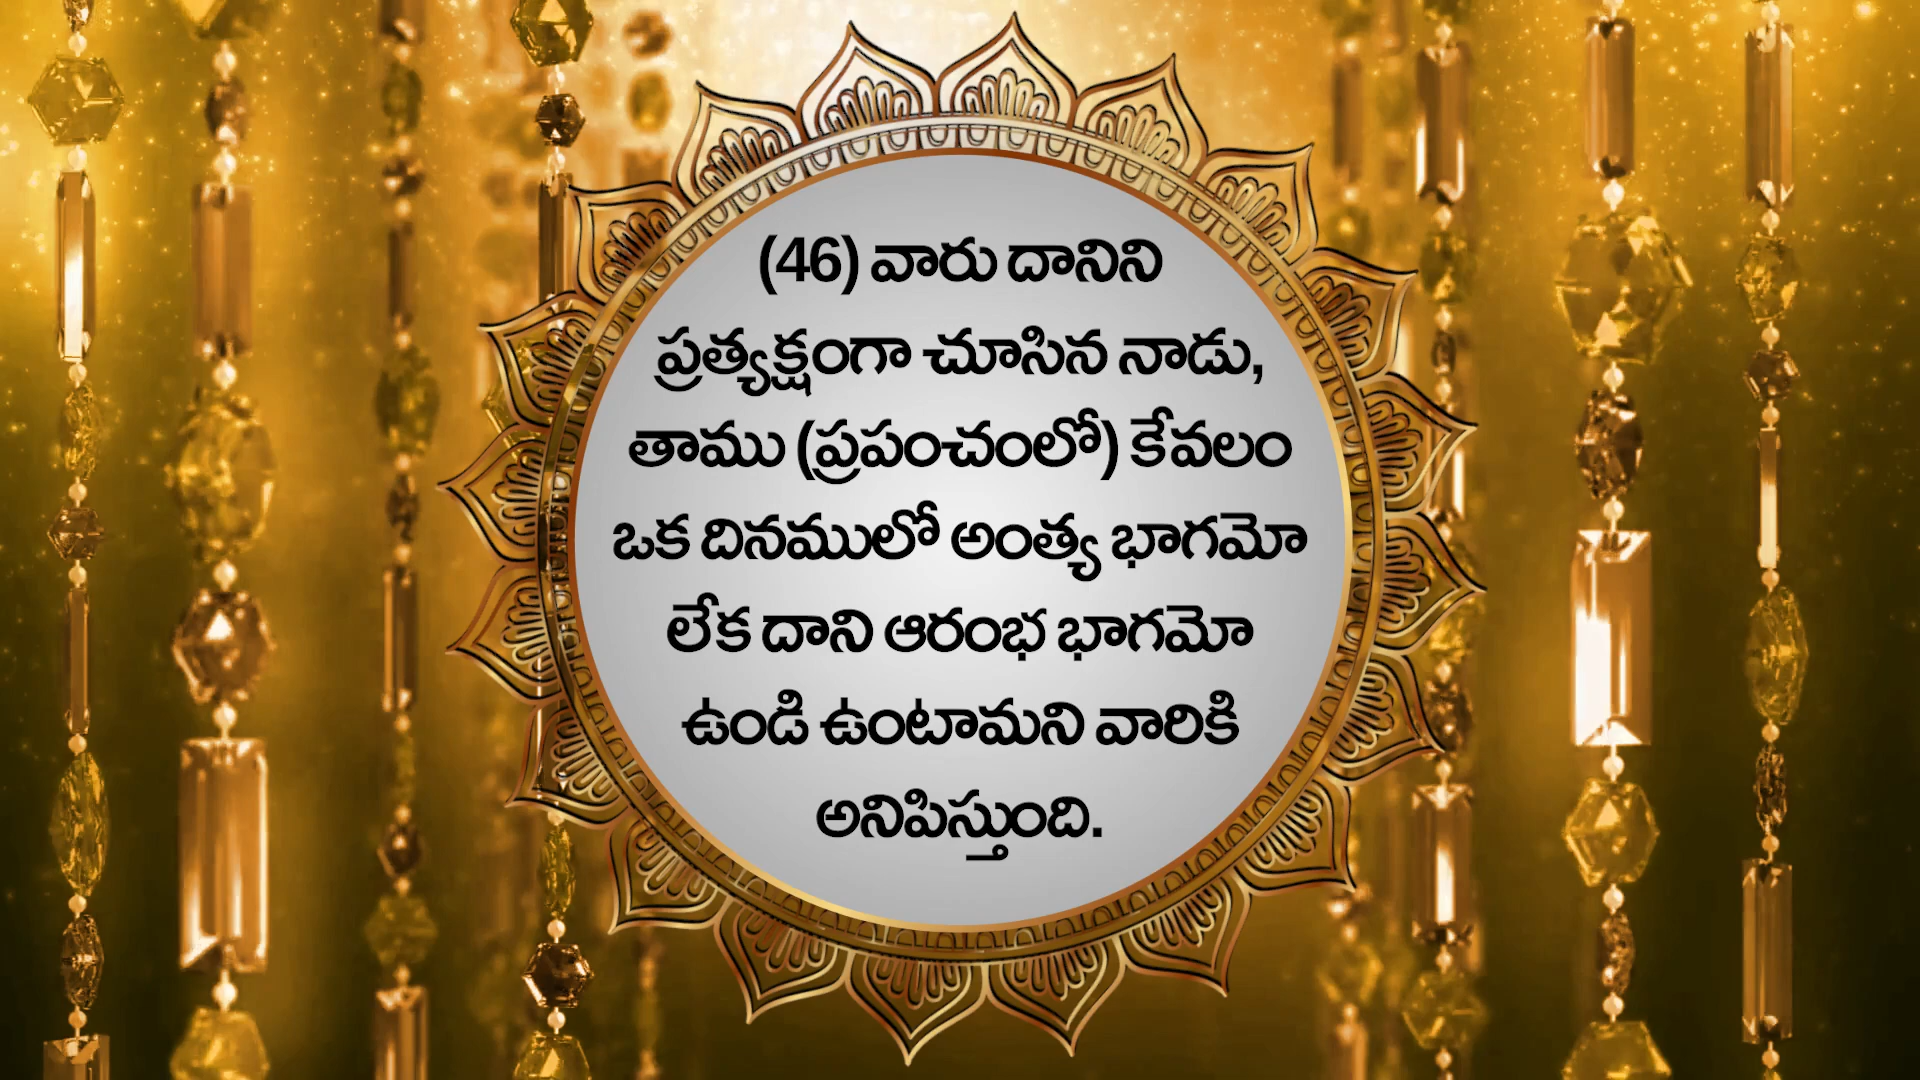 (46) వారు దానిని
ప్రత్యక్షంగా చూసిన నాడు,
తాము (ప్రపంచంలో) కేవలం
ఒక దినములో అంత్య భాగమో
లేక దాని ఆరంభ భాగమో
ఉండి ఉంటామని వారికి
అనిపిస్తుంది.